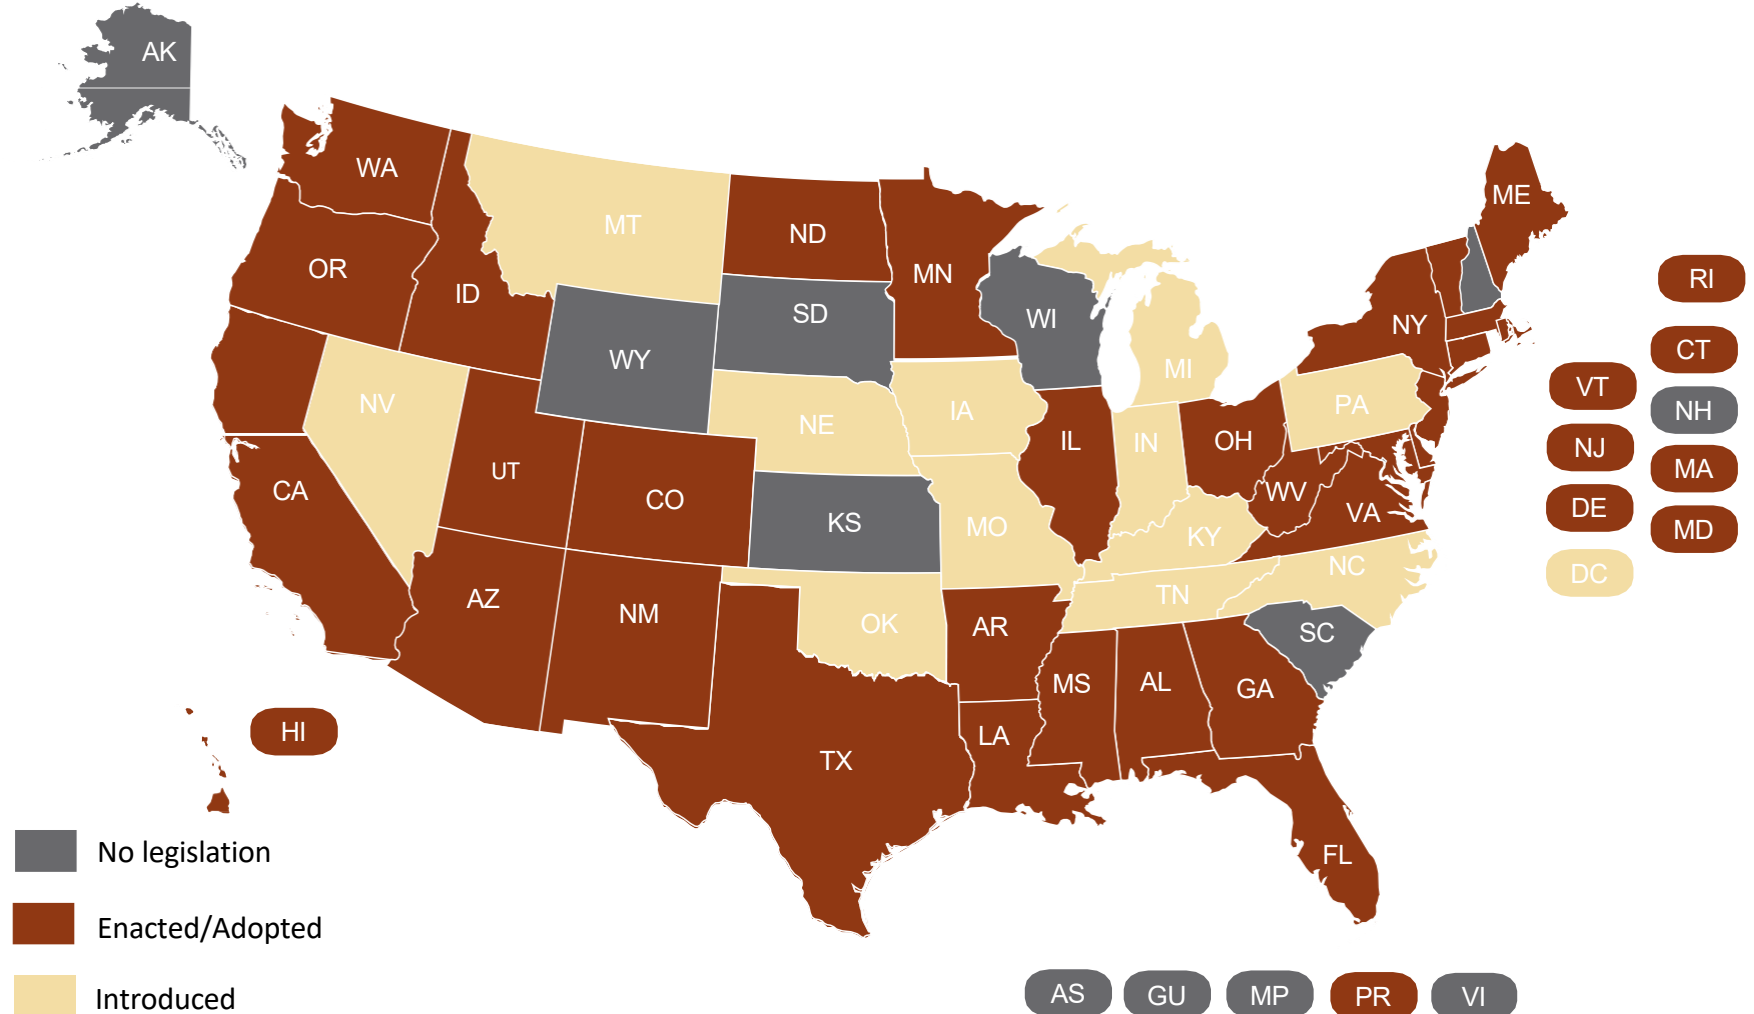 AK
WA
MT
ND
MN
ME
OR
ID
SD
WI
NY
RI
WY
MI
CT
VT
NH
NV
NE
IA
PA
NJ
MA
UT
CO
IL
IN
OH
CA
KS
MO
WV
VA
DE
MD
KY
NC
DC
AZ
NM
OK
AR
TN
SC
MS
AL
GA
HI
TX
LA
FL
No legislation
Enacted/Adopted
Introduced
AS
GU
MP
PR
VI